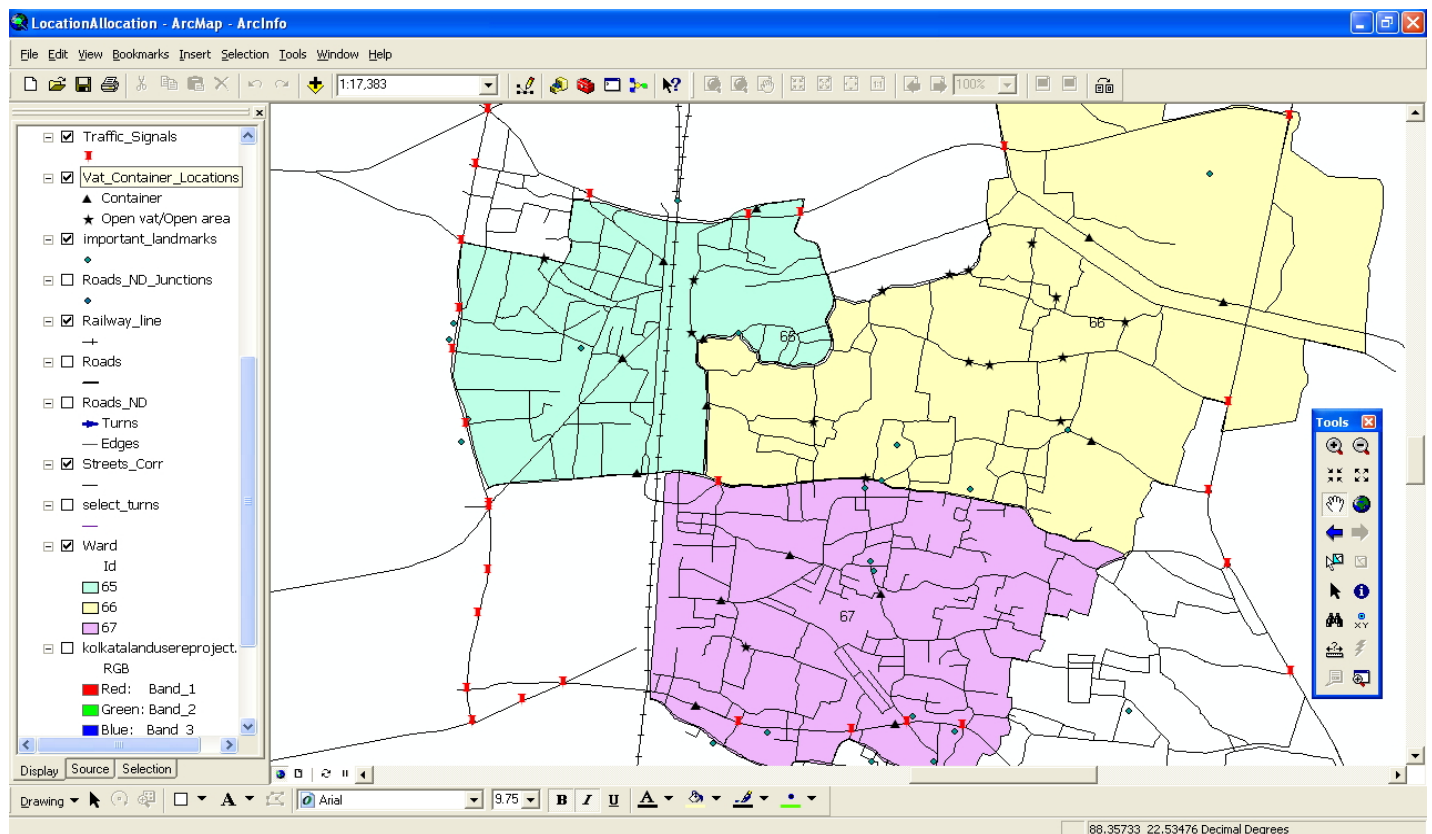 LocationAllocation - ArcMap - ArcInfo
File Edit View Bookmarks Insert Selection Tools Window Help
1:17,383
100%
Traffic_Signals
Vat_Container_Locations
Container
Open vat/Open area
important_landmarks
Roads_ND_Junctions
Railway_line
Roads
Roads_ND
Turns
Edges
Streets_Corr
select_turns
Ward
Id
65
66
67
kolkatalandusereproject.
RGB
Red: Band_1
Green: Band_2
Blue: Band 3
Display Source Selection
65
66
67
Tools
XY
Drawing A Arial 9.75 B I U A
88.35733 22.53476 Decimal Degrees